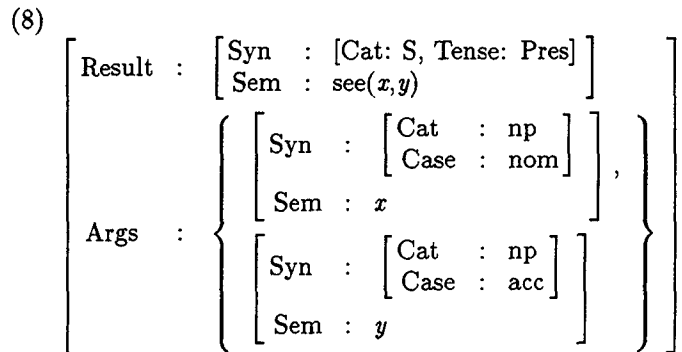 (8)
Result : [Syn : [Cat: S, Tense: Pres]
Sem : see(x,y)]
Args : { [Syn : [Cat : np
Case : nom]
Sem : x] ,
[Syn : [Cat : np
Case : acc]
Sem : y] }